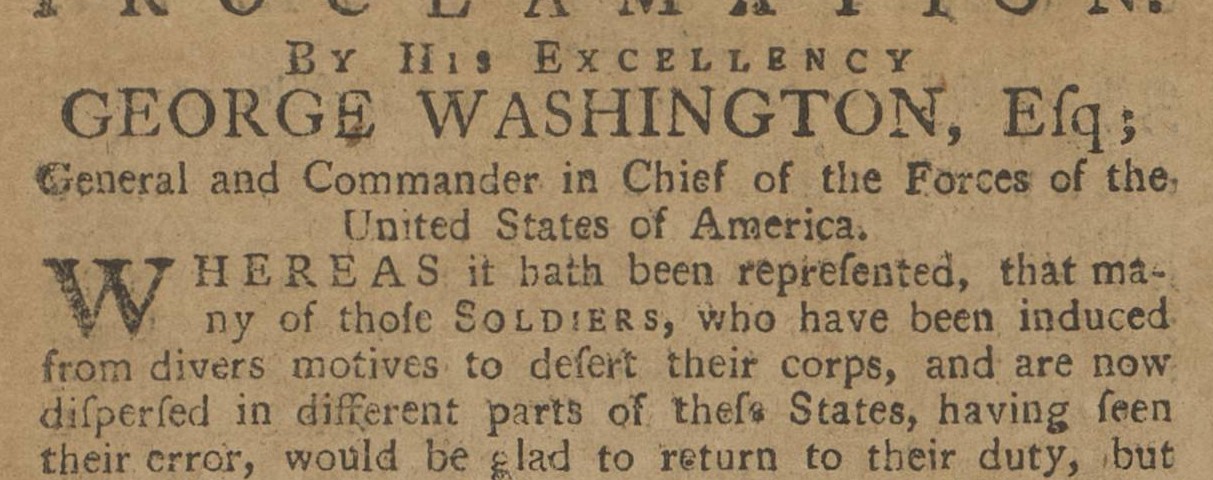 PROCLAMATION.
BY HIS EXCELLENCY
GEORGE WASHINGTON, Eſq;
General and Commander in Chief of the Forces of the
United States of America.
WHEREAS it hath been repreſented, that ma-
ny of thoſe SOLDIERS, who have been induced
from divers motives to deſert their corps, and are now
diſperſed in different parts of theſe States, having ſeen
their error, would be glad to return to their duty, but